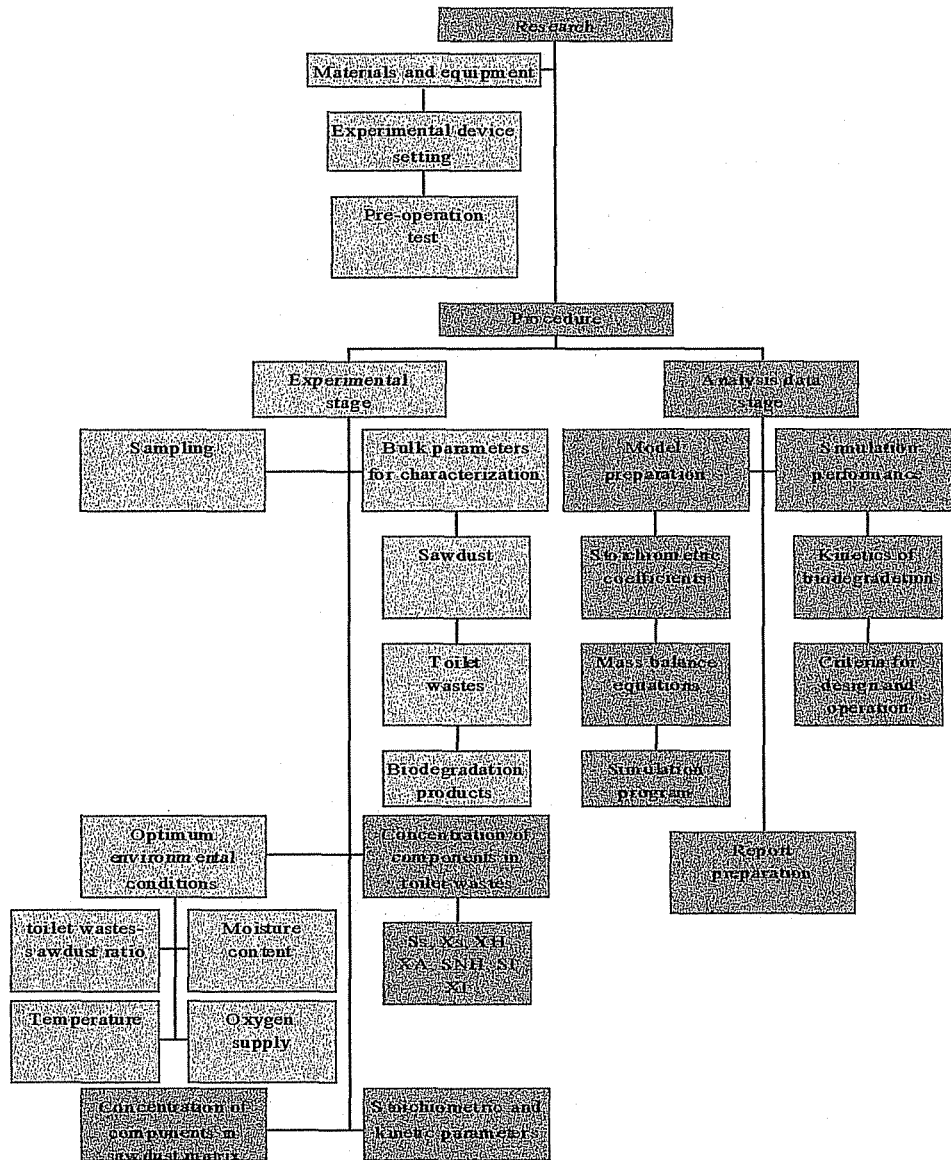 Research
Materials and equipment
Experimental device
setting
Pre-operation
test
Procedure
Experimental
stage
Analysis data
stage
Sampling
Bulk parameters
for characterization
Model
preparation
Simulation
performance
Sawdust
Stoichiometric
coefficients
Kinetics of
biodegradation
Toilet
wastes
Mass balance
equations
Criteria for
design and
operation
Biodegradation
products
Simulation
program
Optimum
environmental
conditions
Concentration of
components in
toilet wastes
Report
preparation
toilet wastes-
sawdust ratio
Moisture
content
Ss, Xs, XH,
XA, SNH, SI,
XI
Temperature
Oxygen
supply
Concentration of
components in
sawdust matrix
Stoichiometric and
kinetic parameter